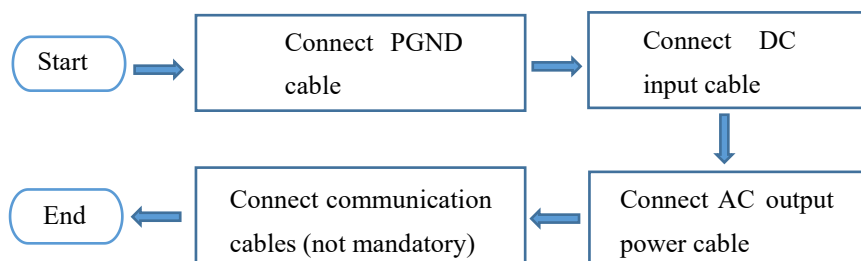 Start
Connect PGND
cable
Connect DC
input cable
Connect AC output
power cable
Connect communication
cables (not mandatory)
End